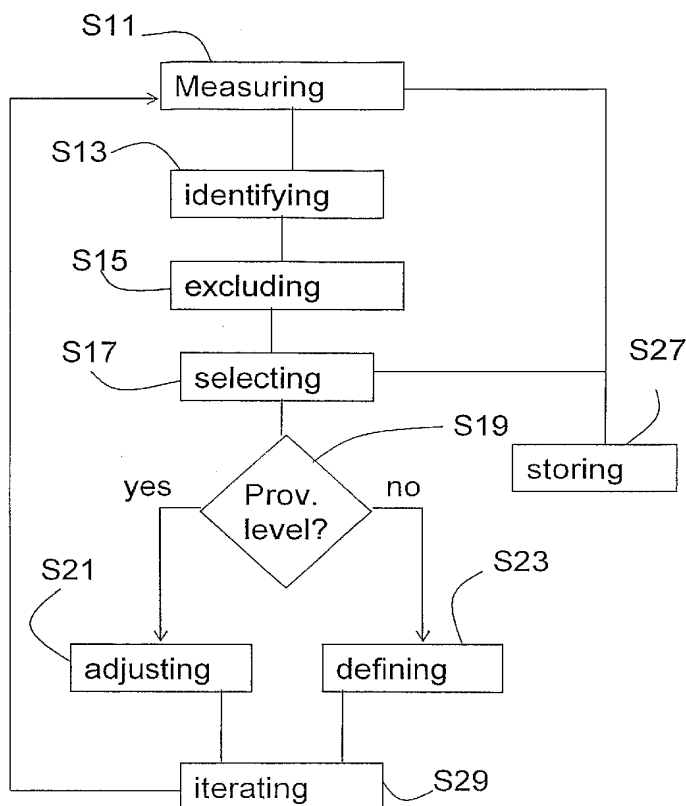 S11
Measuring
S13
identifying
S15
excluding
S17
selecting
S27
storing
S19
Prov.
level?
yes
no
S21
adjusting
S23
defining
iterating
S29